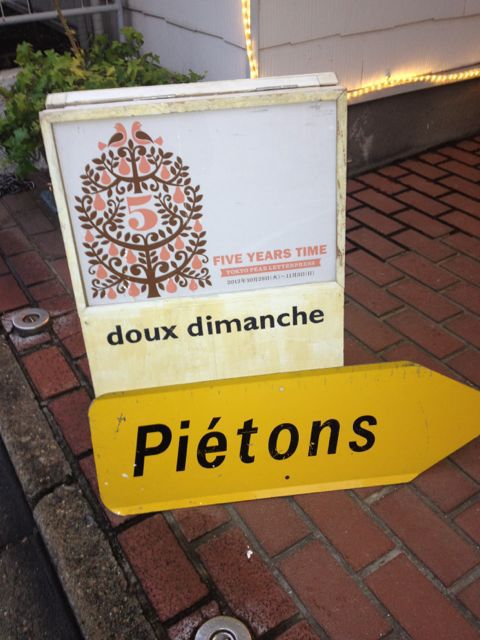 5
FIVE YEARS TIME
TOKYO PEAR LETTERPRESS
doux dimanche
Piétons